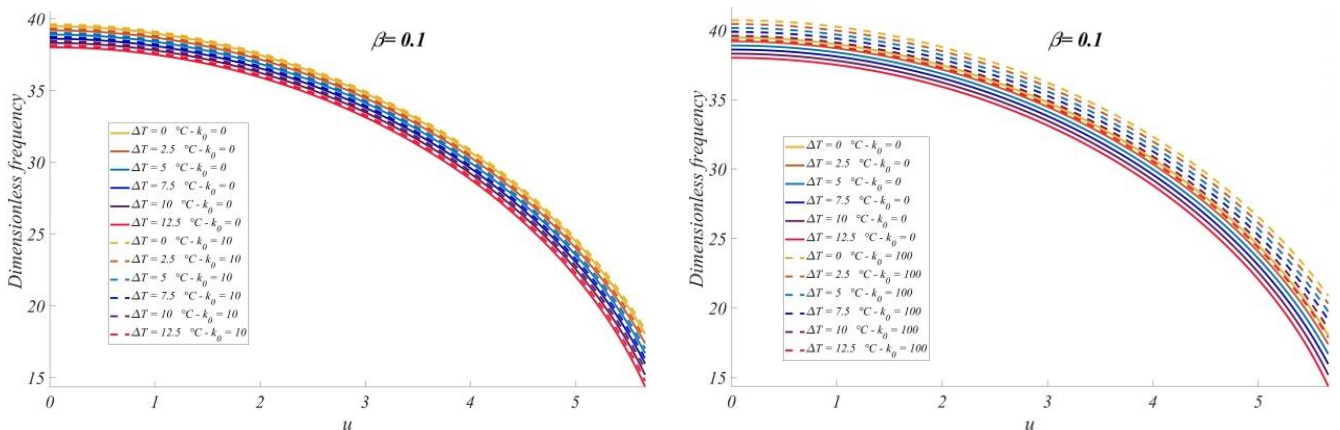 β= 0.1
Dimensionless frequency
40
35
30
25
20
15
ΔT = 0 °C - k0 = 0
ΔT = 2.5 °C - k0 = 0
ΔT = 5 °C - k0 = 0
ΔT = 7.5 °C - k0 = 0
ΔT = 10 °C - k0 = 0
ΔT = 12.5 °C - k0 = 0
ΔT = 0 °C - k0 = 10
ΔT = 2.5 °C - k0 = 10
ΔT = 5 °C - k0 = 10
ΔT = 7.5 °C - k0 = 10
ΔT = 10 °C - k0 = 10
ΔT = 12.5 °C - k0 = 10
0 1 2 3 4 5
u
β= 0.1
Dimensionless frequency
40
35
30
25
20
15
ΔT = 0 °C - k0 = 0
ΔT = 2.5 °C - k0 = 0
ΔT = 5 °C - k0 = 0
ΔT = 7.5 °C - k0 = 0
ΔT = 10 °C - k0 = 0
ΔT = 12.5 °C - k0 = 0
ΔT = 0 °C - k0 = 100
ΔT = 2.5 °C - k0 = 100
ΔT = 5 °C - k0 = 100
ΔT = 7.5 °C - k0 = 100
ΔT = 10 °C - k0 = 100
ΔT = 12.5 °C - k0 = 100
0 1 2 3 4 5
u